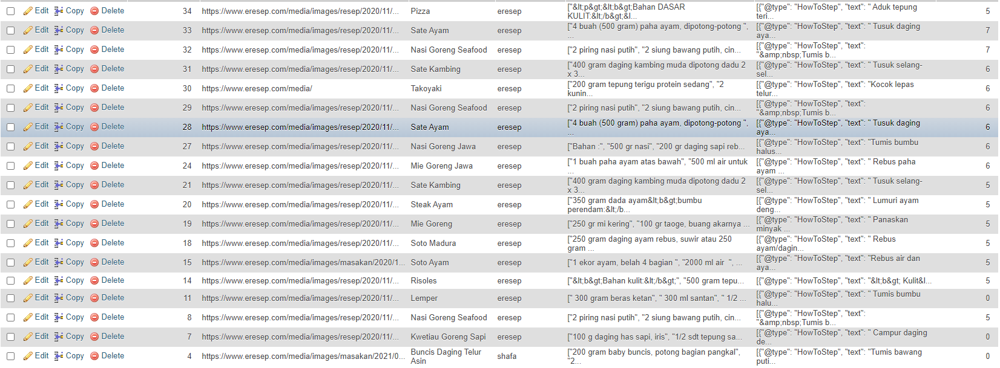 Edit Copy Delete 34 https://www.eresep.com/media/images/resep/2020/11/... Pizza eresep ["&lt;p&gt;&lt;b&gt;Bahan DASAR KULIT:&lt;/b&gt;&l... [{"@type": "HowToStep", "text": " Aduk tepung teri... 5
Edit Copy Delete 33 https://www.eresep.com/media/images/resep/2020/11/... Sate Ayam eresep ["4 buah (500 gram) paha ayam, dipotong-potong ", ... [{"@type": "HowToStep", "text": " Tusuk daging aya... 7
Edit Copy Delete 32 https://www.eresep.com/media/images/resep/2020/11/... Nasi Goreng Seafood eresep ["2 piring nasi putih", "2 siung bawang putih, cin... [{"@type": "HowToStep", "text": "&amp;nbsp;Tumis b... 7
Edit Copy Delete 31 https://www.eresep.com/media/images/resep/2020/11/... Sate Kambing eresep ["400 gram daging kambing muda dipotong dadu 2 x 3... [{"@type": "HowToStep", "text": " Tusuk selang-sel... 6
Edit Copy Delete 30 https://www.eresep.com/media/ Takoyaki eresep ["200 gram tepung terigu protein sedang", "2 kunin... [{"@type": "HowToStep", "text": "Kocok lepas telur... 6
Edit Copy Delete 29 https://www.eresep.com/media/images/resep/2020/11/... Nasi Goreng Seafood eresep ["2 piring nasi putih", "2 siung bawang putih, cin... [{"@type": "HowToStep", "text": "&amp;nbsp;Tumis b... 6
Edit Copy Delete 28 https://www.eresep.com/media/images/resep/2020/11/... Sate Ayam eresep ["4 buah (500 gram) paha ayam, dipotong-potong ", ... [{"@type": "HowToStep", "text": " Tusuk daging aya... 6
Edit Copy Delete 27 https://www.eresep.com/media/images/resep/2020/11/... Nasi Goreng Jawa eresep ["Bahan :", "500 gr nasi", "200 gr daging sapi reb... [{"@type": "HowToStep", "text": "Tumis bumbu halus... 6
Edit Copy Delete 24 https://www.eresep.com/media/images/resep/2020/11/... Mie Goreng Jawa eresep ["1 buah paha ayam atas bawah", "500 ml air untuk ... [{"@type": "HowToStep", "text": " Rebus paha ayam ... 6
Edit Copy Delete 21 https://www.eresep.com/media/images/resep/2020/11/... Sate Kambing eresep ["400 gram daging kambing muda dipotong dadu 2 x 3... [{"@type": "HowToStep", "text": " Tusuk selang-sel... 5
Edit Copy Delete 20 https://www.eresep.com/media/images/resep/2020/11/... Steak Ayam eresep ["350 gram dada ayam&lt;b&gt;bumbu perendam:&lt;/b... [{"@type": "HowToStep", "text": " Lumuri ayam deng... 5
Edit Copy Delete 19 https://www.eresep.com/media/images/resep/2020/11/... Mie Goreng eresep ["250 gr mi kering", "100 gr taoge, buang akarnya ... [{"@type": "HowToStep", "text": " Panaskan minyak ... 5
Edit Copy Delete 18 https://www.eresep.com/media/images/resep/2020/11/... Soto Madura eresep ["250 gram daging ayam rebus, suwir atau 250 gram ... [{"@type": "HowToStep", "text": " Rebus ayam/dagin... 5
Edit Copy Delete 15 https://www.eresep.com/media/images/masakan/2020/1... Soto Ayam eresep ["1 ekor ayam, belah 4 bagian ", "2000 ml air  ", ... [{"@type": "HowToStep", "text": "Rebus air dan aya... 5
Edit Copy Delete 14 https://www.eresep.com/media/images/resep/2020/11/... Risoles eresep ["&lt;b&gt;Bahan kulit:&lt;/b&gt;", "500 gram tepu... [{"@type": "HowToStep", "text": "&lt;b&gt; Kulit&l... 5
Edit Copy Delete 11 https://www.eresep.com/media/images/resep/2020/11/... Lemper eresep [" 300 gram beras ketan", " 300 ml santan", " 1/2 ... [{"@type": "HowToStep", "text": " Tumis bumbu halu... 0
Edit Copy Delete 8 https://www.eresep.com/media/images/resep/2020/11/... Nasi Goreng Seafood eresep ["2 piring nasi putih", "2 siung bawang putih, cin... [{"@type": "HowToStep", "text": "&amp;nbsp;Tumis b... 5
Edit Copy Delete 7 https://www.eresep.com/media/images/resep/2020/11/... Kwetiau Goreng Sapi eresep ["100 g daging has sapi, iris", "1/2 sdt tepung sa... [{"@type": "HowToStep", "text": " Campur daging de... 0
Edit Copy Delete 4 https://www.eresep.com/media/images/masakan/2021/0... Buncis Daging Telur Asin shafa ["200 gram baby buncis, potong bagian pangkal", "2... [{"@type": "HowToStep", "text": "Tumis bawang puti... 0